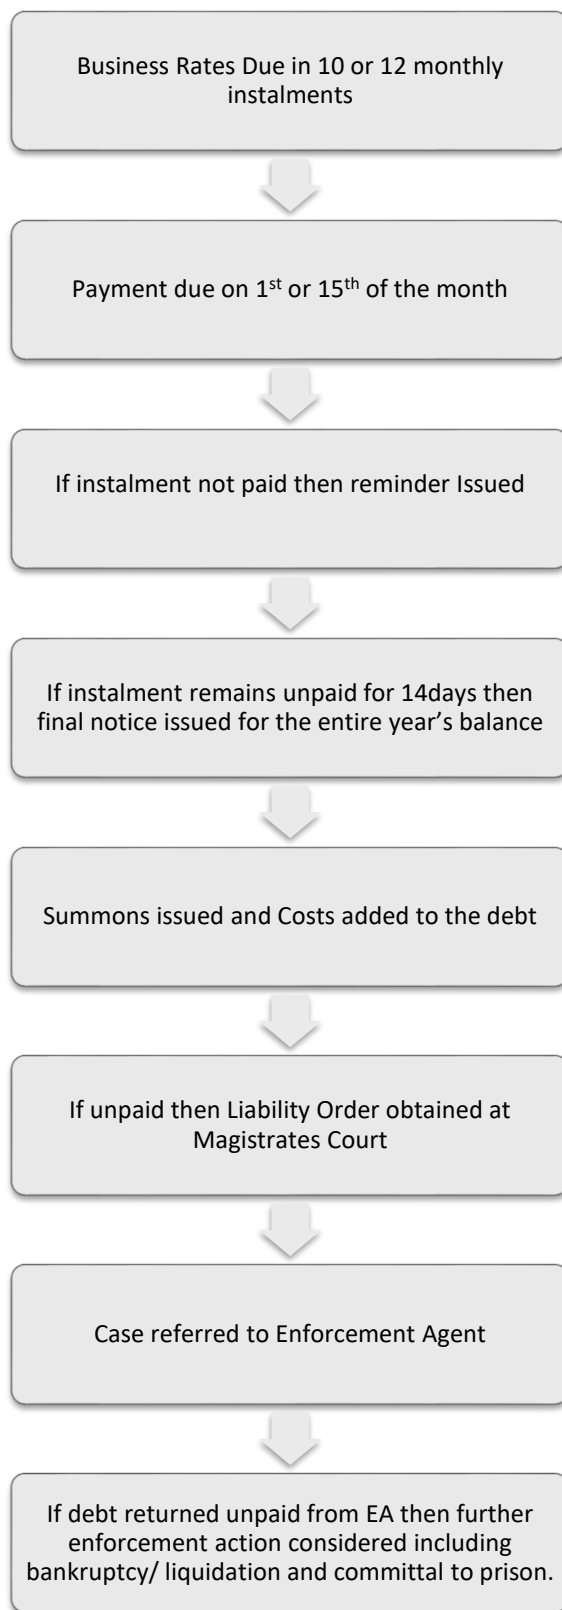 Business Rates Due in 10 or 12 monthly
instalments
Payment due on 1st or 15th of the month
If instalment not paid then reminder Issued
If instalment remains unpaid for 14days then
final notice issued for the entire year’s balance
Summons issued and Costs added to the debt
If unpaid then Liability Order obtained at
Magistrates Court
Case referred to Enforcement Agent
If debt returned unpaid from EA then further
enforcement action considered including
bankruptcy/ liquidation and committal to prison.